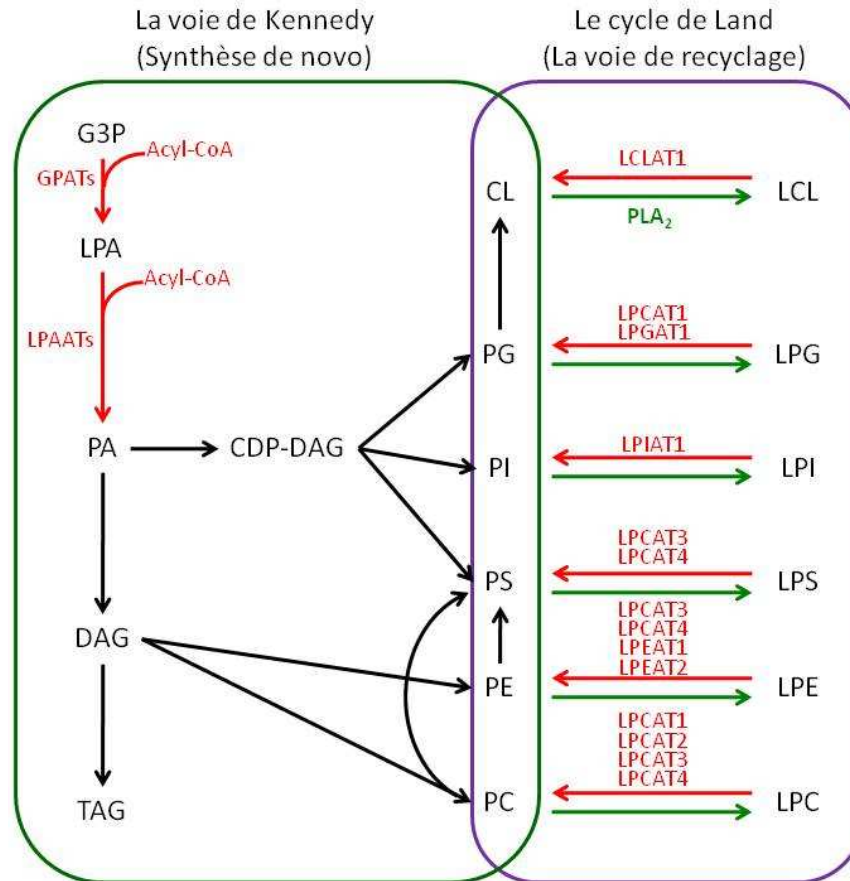 La voie de Kennedy
(Synthèse de novo)
Le cycle de Land
(La voie de recyclage)
G3P
Acyl-CoA
GPATs
LPA
Acyl-CoA
LPAATs
PA
CDP-DAG
DAG
TAG
CL
LCLAT1
PLA₂
LCL
PG
LPCAT1
LPGAT1
LPG
PI
LPIAT1
LPI
PS
LPCAT3
LPCAT4
LPS
PE
LPCAT3
LPCAT4
LPEAT1
LPEAT2
LPE
PC
LPCAT1
LPCAT2
LPCAT3
LPCAT4
LPC